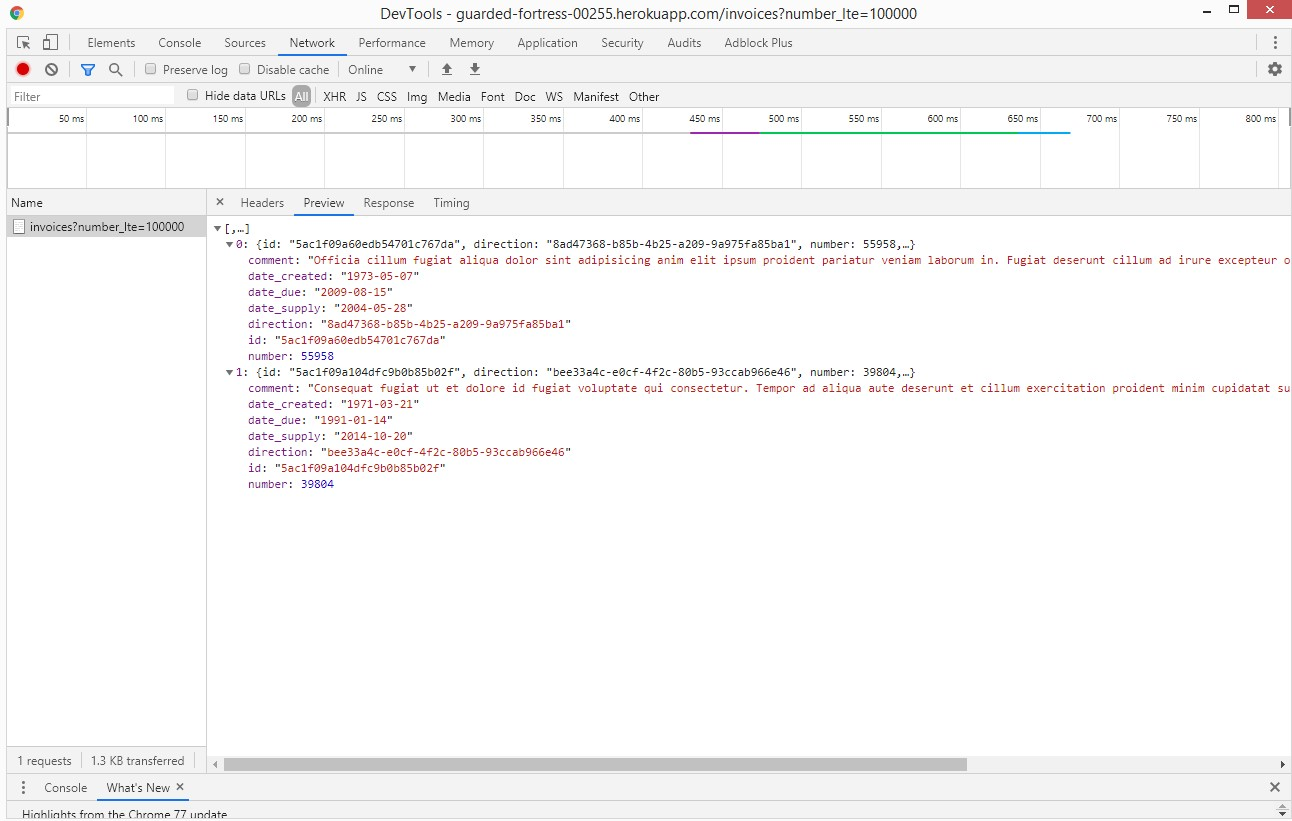 DevTools - guarded-fortress-00255.herokuapp.com/invoices?number_lte=100000
Elements Console Sources Network Performance Memory Application Security Audits Adblock Plus
Preserve log Disable cache Online
Filter Hide data URLs All XHR JS CSS Img Media Font Doc WS Manifest Other
50 ms 100 ms 150 ms 200 ms 250 ms 300 ms 350 ms 400 ms 450 ms 500 ms 550 ms 600 ms 650 ms 700 ms 750 ms 800 ms
Name Headers Preview Response Timing
invoices?number_lte=100000
[,…]
0: {id: "5ac1f09a60edb54701c767da", direction: "8ad47368-b85b-4b25-a209-9a975fa85ba1", number: 55958,…}
comment: "Officia cillum fugiat aliqua dolor sint adipisicing anim elit ipsum proident pariatur veniam laborum in. Fugiat deserunt cillum ad irure excepteur o
date_created: "1973-05-07"
date_due: "2009-08-15"
date_supply: "2004-05-28"
direction: "8ad47368-b85b-4b25-a209-9a975fa85ba1"
id: "5ac1f09a60edb54701c767da"
number: 55958
1: {id: "5ac1f09a104dfc9b0b85b02f", direction: "bee33a4c-e0cf-4f2c-80b5-93ccab966e46", number: 39804,…}
comment: "Consequat fugiat ut et dolore id fugiat voluptate qui consectetur. Tempor ad aliqua aute deserunt et cillum exercitation proident minim cupidatat su
date_created: "1971-03-21"
date_due: "1991-01-14"
date_supply: "2014-10-20"
direction: "bee33a4c-e0cf-4f2c-80b5-93ccab966e46"
id: "5ac1f09a104dfc9b0b85b02f"
number: 39804
1 requests 1.3 KB transferred
Console What's New
Highlights from the Chrome 77 update